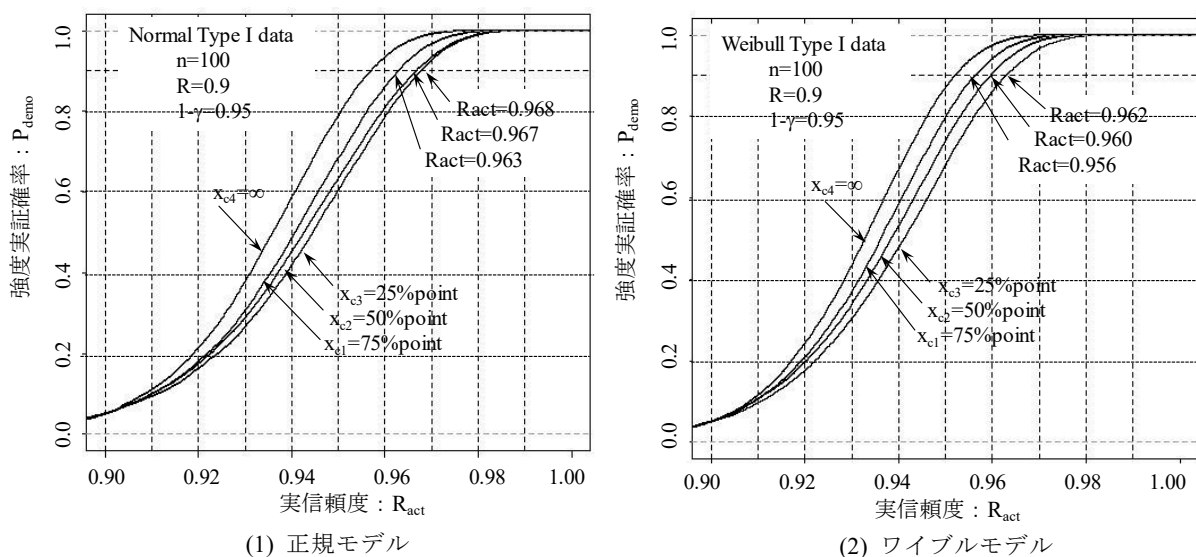 Normal Type I data
n=100
R=0.9
1-γ=0.95
Ract=0.968
Ract=0.967
Ract=0.963
xc4=∞
xc3=25%point
xc2=50%point
xc1=75%point
強度実証確率：Pdemo
0.0
0.2
0.4
0.6
0.8
1.0
0.90
0.92
0.94
0.96
0.98
1.00
実信頼度：Ract
(1) 正規モデル
Weibull Type I data
n=100
R=0.9
1-γ=0.95
Ract=0.962
Ract=0.960
Ract=0.956
xc4=∞
xc3=25%point
xc2=50%point
xc1=75%point
強度実証確率：Pdemo
0.0
0.2
0.4
0.6
0.8
1.0
0.90
0.92
0.94
0.96
0.98
1.00
実信頼度：Ract
(2) ワイブルモデル